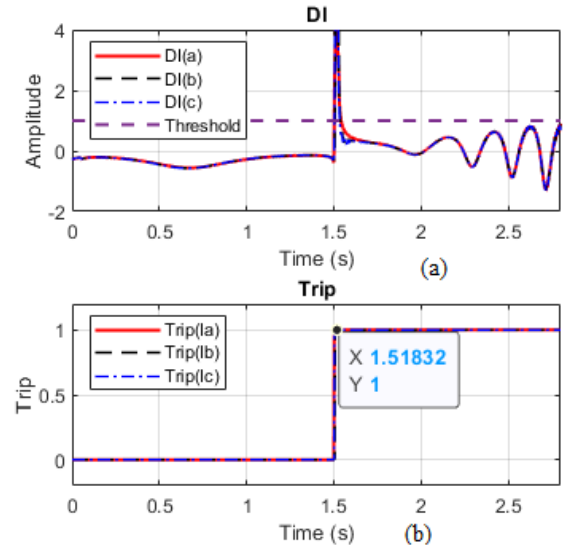 DI
4
2
0
-2
Amplitude
DI(a)
DI(b)
DI(c)
Threshold
0
0.5
1
1.5
2
2.5
Time (s)
(a)
Trip
1
0.5
0
Trip
Trip(Ia)
Trip(Ib)
Trip(Ic)
X 1.51832
Y 1
0
0.5
1
1.5
2
2.5
Time (s)
(b)